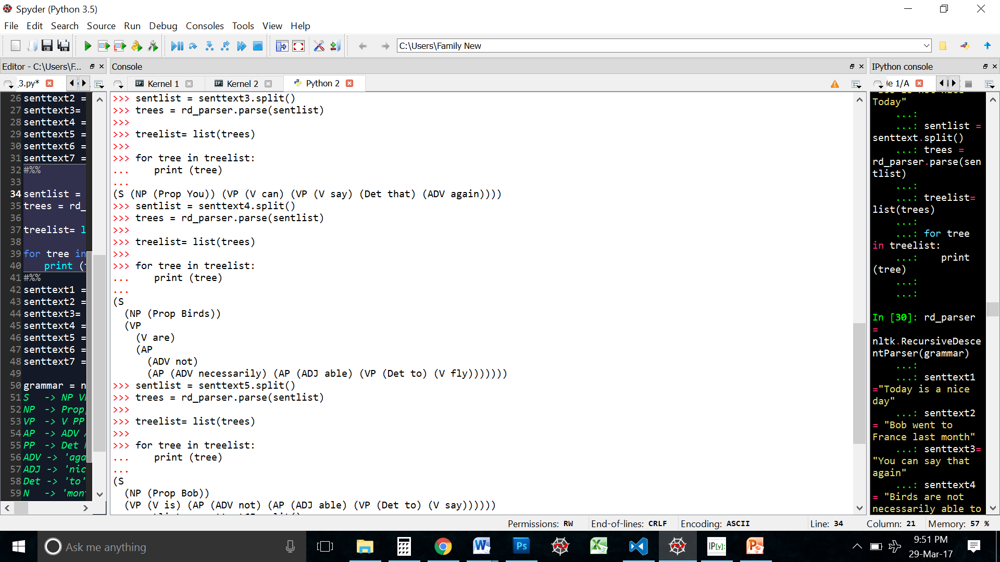 Spyder (Python 3.5)
File Edit Search Source Run Debug Consoles Tools View Help
C:\Users\Family New
Editor - C:\Users\F...
_3.py*
26 senttext2 =
27 senttext3=
28 senttext4 =
29 senttext5 =
30 senttext6 =
31 senttext7 =
32 #%%
33
34 sentlist =
35 trees = rd_
36
37 treelist= l
38
39 for tree in
40 print (
41 #%%
42 senttext1 =
43 senttext2 =
44 senttext3=
45 senttext4 =
46 senttext5 =
47 senttext6 =
48 senttext7 =
49
50 grammar = n
51 S -> NP V
52 NP -> Prop
53 VP -> V PP
54 AP -> ADV
55 PP -> Det
56 ADV -> 'aga
57 ADJ -> 'nic
58 Det -> 'to'
59 N -> 'mon
Console
Kernel 1 Kernel 2 Python 2
>>> sentlist = senttext3.split()
>>> trees = rd_parser.parse(sentlist)
>>>
>>> treelist= list(trees)
>>>
>>> for tree in treelist:
... print (tree)
...
(S (NP (Prop You)) (VP (V can) (VP (V say) (Det that) (ADV again))))
>>> sentlist = senttext4.split()
>>> trees = rd_parser.parse(sentlist)
>>>
>>> treelist= list(trees)
>>>
>>> for tree in treelist:
... print (tree)
...
(S
(NP (Prop Birds))
(VP
(V are)
(AP
(ADV not)
(AP (ADV necessarily) (AP (ADJ able) (VP (Det to) (V fly)))))))
>>> sentlist = senttext5.split()
>>> trees = rd_parser.parse(sentlist)
>>>
>>> treelist= list(trees)
>>>
>>> for tree in treelist:
... print (tree)
...
(S
(NP (Prop Bob))
(VP (V is) (AP (ADV not) (AP (ADJ able) (VP (Det to) (V say))))))
IPython console
le 1/A
"Bob is not nice
Today"
...:
...: sentlist =
senttext.split()
...: trees =
rd_parser.parse(sen
tlist)
...:
...: treelist=
list(trees)
...:
...: for tree
in treelist:
...: print
(tree)
...:
...:
In [30]: rd_parser
=
nltk.RecursiveDesce
ntParser(grammar)
...:
...: senttext1
="Today is a nice
day"
...: senttext2
= "Bob went to
France last month"
...: senttext3=
"You can say that
again"
...: senttext4
= "Birds are not
necessarily able to
Permissions: RW End-of-lines: CRLF Encoding: ASCII Line: 34 Column: 21 Memory: 57 %
Ask me anything
Ps
IP[y]:
9:51 PM
29-Mar-17